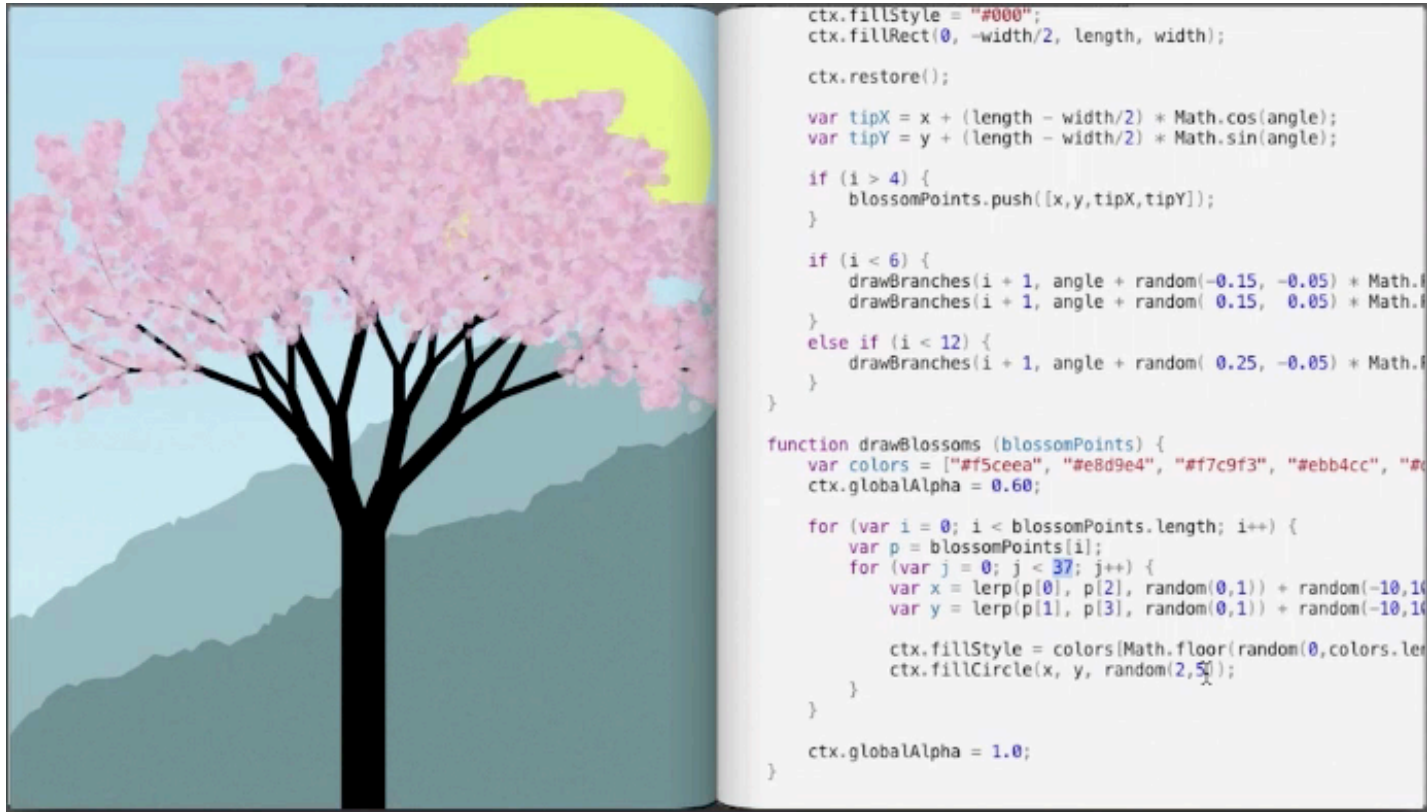 ctx.fillStyle = "#000";
ctx.fillRect(0, -width/2, length, width);
ctx.restore();
var tipX = x + (length - width/2) * Math.cos(angle);
var tipY = y + (length - width/2) * Math.sin(angle);
if (i > 4) {
blossomPoints.push([x,y,tipX,tipY]);
}
if (i < 6) {
drawBranches(i + 1, angle + random(-0.15, -0.05) * Math.
drawBranches(i + 1, angle + random( 0.15,  0.05) * Math.
}
else if (i < 12) {
drawBranches(i + 1, angle + random( 0.25, -0.05) * Math.
}
}
function drawBlossoms (blossomPoints) {
var colors = ["#f5ceea", "#e8d9e4", "#f7c9f3", "#ebb4cc", "#
ctx.globalAlpha = 0.60;
for (var i = 0; i < blossomPoints.length; i++) {
var p = blossomPoints[i];
for (var j = 0; j < 37; j++) {
var x = lerp(p[0], p[2], random(0,1)) + random(-10,10
var y = lerp(p[1], p[3], random(0,1)) + random(-10,10
ctx.fillStyle = colors[Math.floor(random(0,colors.len
ctx.fillCircle(x, y, random(2,5));
}
}
ctx.globalAlpha = 1.0;
}